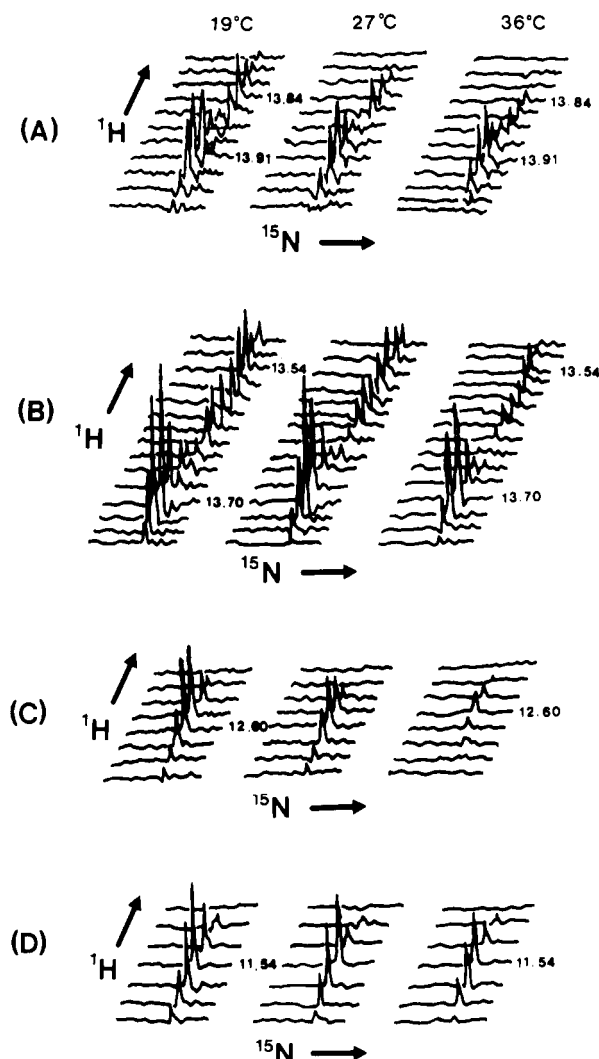 19°C 27°C 36°C
(A)
¹H
13.84
13.84
13.91
13.91
¹⁵N
(B)
¹H
13.54
13.54
13.70
13.70
¹⁵N
(C)
¹H
12.60
12.60
¹⁵N
(D)
¹H
11.54
11.54
¹⁵N